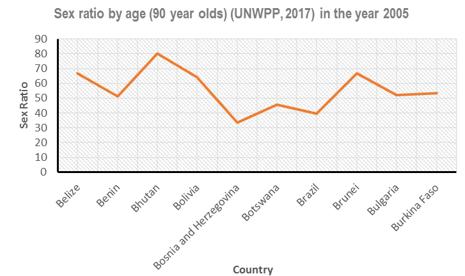 Sex ratio by age (90 year olds) (UNWPP, 2017) in the year 2005
90
80
70
60
50
40
30
20
10
0
Sex Ratio
Belize
Benin
Bhutan
Bolivia
Bosnia and Herzegovina
Botswana
Brazil
Brunei
Bulgaria
Burkina Faso
Country